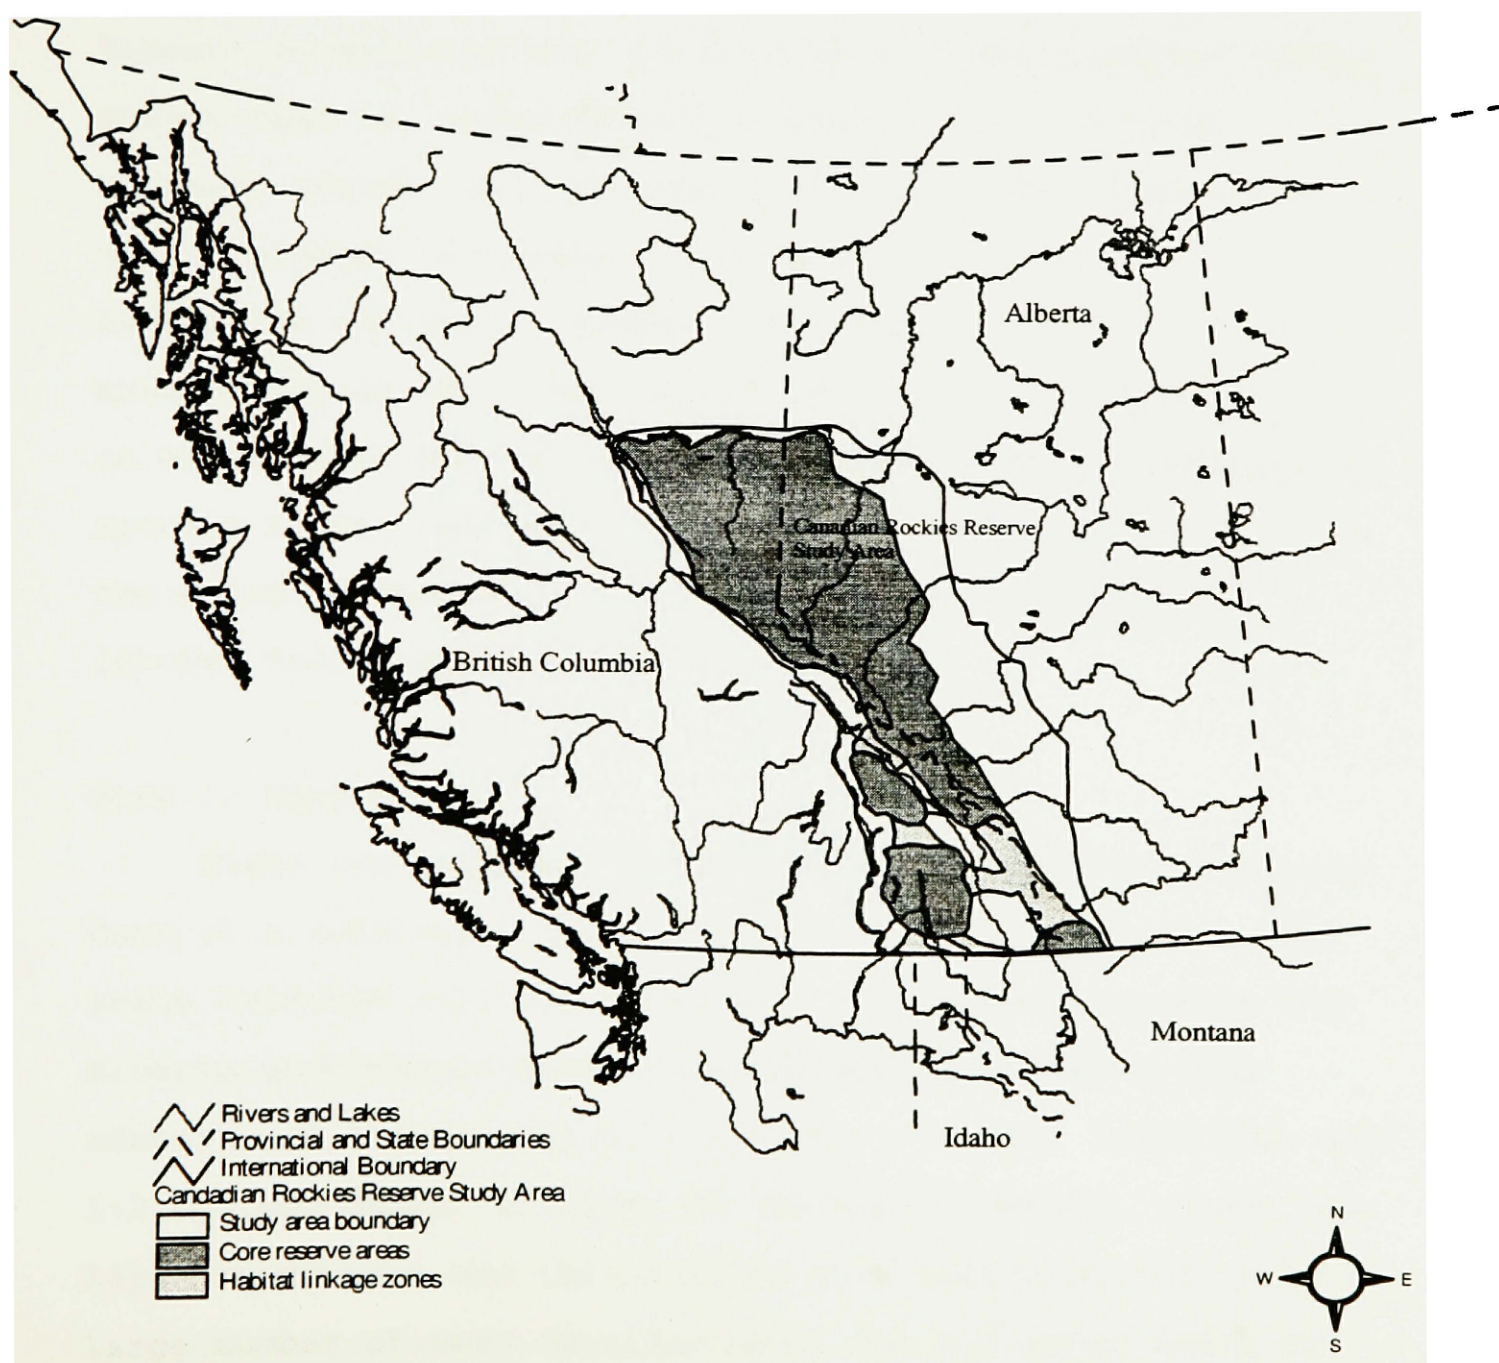 Alberta
Canadian Rockies Reserve
Study Area
British Columbia
Montana
Idaho
Rivers and Lakes
Provincial and State Boundaries
International Boundary
Candadian Rockies Reserve Study Area
Study area boundary
Core reserve areas
Habitat linkage zones
N
W E
S